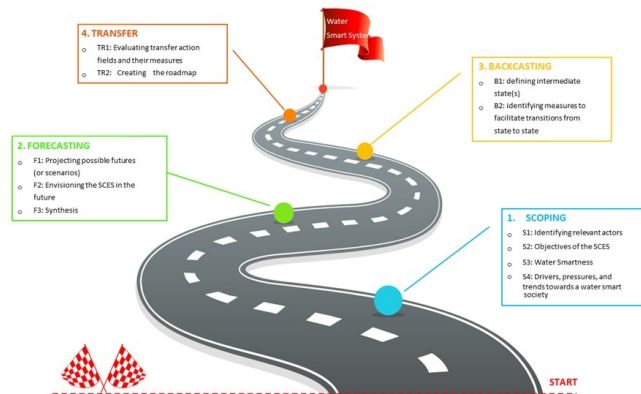 Water
Smart System
4. TRANSFER
o TR1: Evaluating transfer action
fields and their measures
o TR2: Creating the roadmap
3. BACKCASTING
o B1: defining intermediate
state(s)
o B2: identifying measures to
facilitate transitions from
state to state
2. FORECASTING
o F1: Projecting possible futures
(or scenarios)
o F2: Envisioning the SCES in the
future
o F3: Synthesis
1. SCOPING
o S1: Identifying relevant actors
o S2: Objectives of the SCES
o S3: Water Smartness
o S4: Drivers, pressures, and
trends towards a water smart
society
START